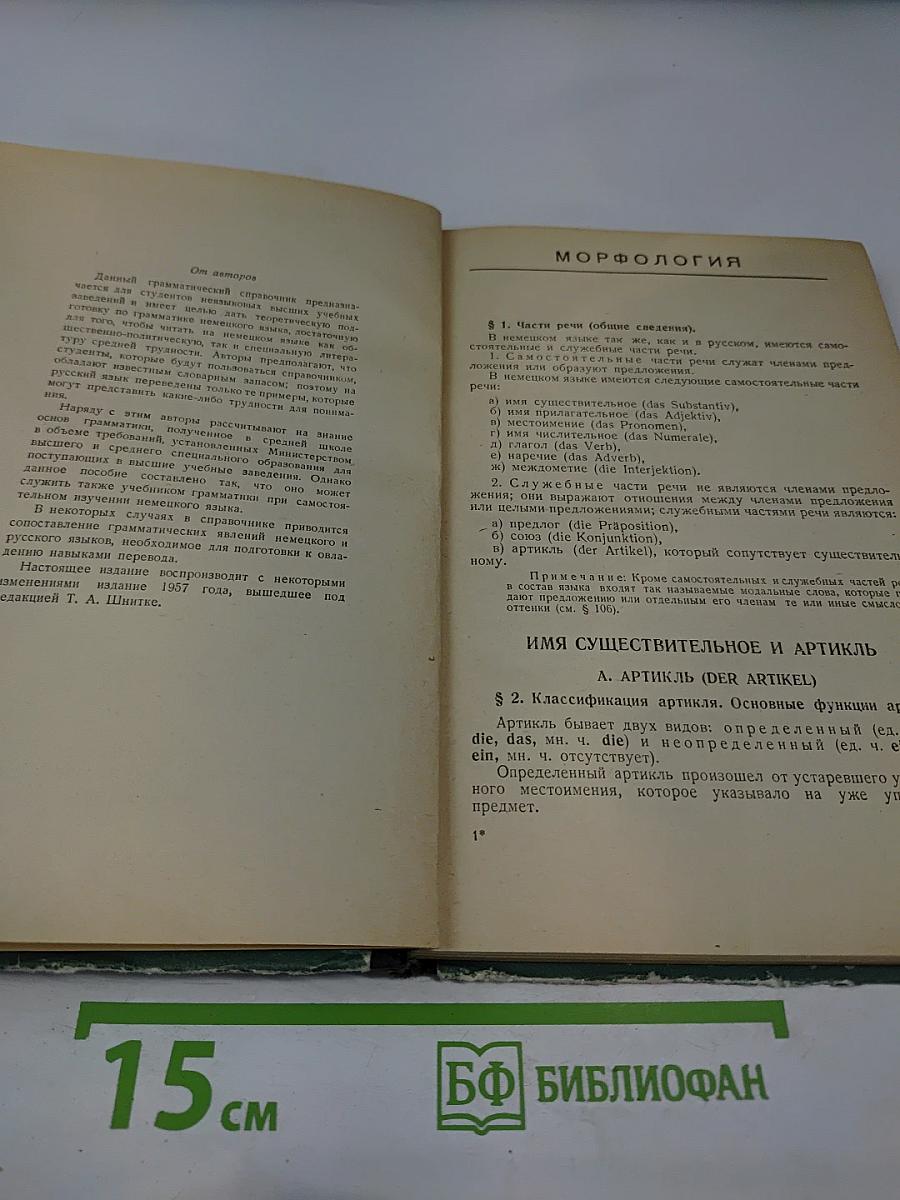 От авторов
Данный грамматический справочник предназна-
чается для студентов неязыковых высших учебных
заведений и имеет целью дать теоретическую под-
готовку по грамматике немецкого языка, достаточную
для того, чтобы читать на немецком языке как об-
щественно-политическую, так и специальную литера-
туру средней трудности. Авторы предполагают, что
студенты, которые будут пользоваться справочником,
обладают известным словарным запасом; поэтому на
русский язык переведены только те примеры, которые
могут представить какие-либо трудности для понима-
ния.
Наряду с этим авторы рассчитывают на знание
основ грамматики, полученное в средней школе
в объеме требований, установленных Министерством
высшего и среднего специального образования для
поступающих в высшие учебные заведения. Однако
данное пособие составлено так, что оно может
служить также учебником грамматики при самостоя-
тельном изучении немецкого языка.
В некоторых случаях в справочнике приводится
сопоставление грамматических явлений немецкого и
русского языков, необходимое для подготовки к овла-
дению навыками перевода.
Настоящее издание воспроизводит с некоторыми
изменениями издание 1957 года, вышедшее под
редакцией Т. А. Шнитке.
МОРФОЛОГИЯ
§ 1. Части речи (общие сведения).
В немецком языке так же, как и в русском, имеются само-
стоятельные и служебные части речи.
1. Самостоятельные части речи служат членами пред-
ложения или образуют предложения.
В немецком языке имеются следующие самостоятельные части
речи:
а) имя существительное (das Substantiv),
б) имя прилагательное (das Adjektiv),
в) местоимение (das Pronomen),
г) имя числительное (das Numerale),
д) глагол (das Verb),
е) наречие (das Adverb),
ж) междометие (die Interjektion).
2. Служебные части речи не являются членами предло-
жения; они выражают отношения между членами предложения
или целыми предложениями; служебными частями речи являются:
а) предлог (die Präposition),
б) союз (die Konjunktion),
в) артикль (der Artikel), который сопутствует существитель
ному.
Примечание: Кроме самостоятельных и служебных частей ре
в состав языка входят так называемые модальные слова, которые п
дают предложению или отдельным его членам те или иные смысло
оттенки (см. § 106).
ИМЯ СУЩЕСТВИТЕЛЬНОЕ И АРТИКЛЬ
А. АРТИКЛЬ (DER ARTIKEL)
§ 2. Классификация артикля. Основные функции ар
Артикль бывает двух видов: определенный (ед.
die, das, мн. ч. die) и неопределенный (ед. ч. e
ein, мн. ч. отсутствует).
Определенный артикль произошел от устаревшего у
ного местоимения, которое указывало на уже уп
предмет.
1*
15 см
БФ БИБЛИОФАН